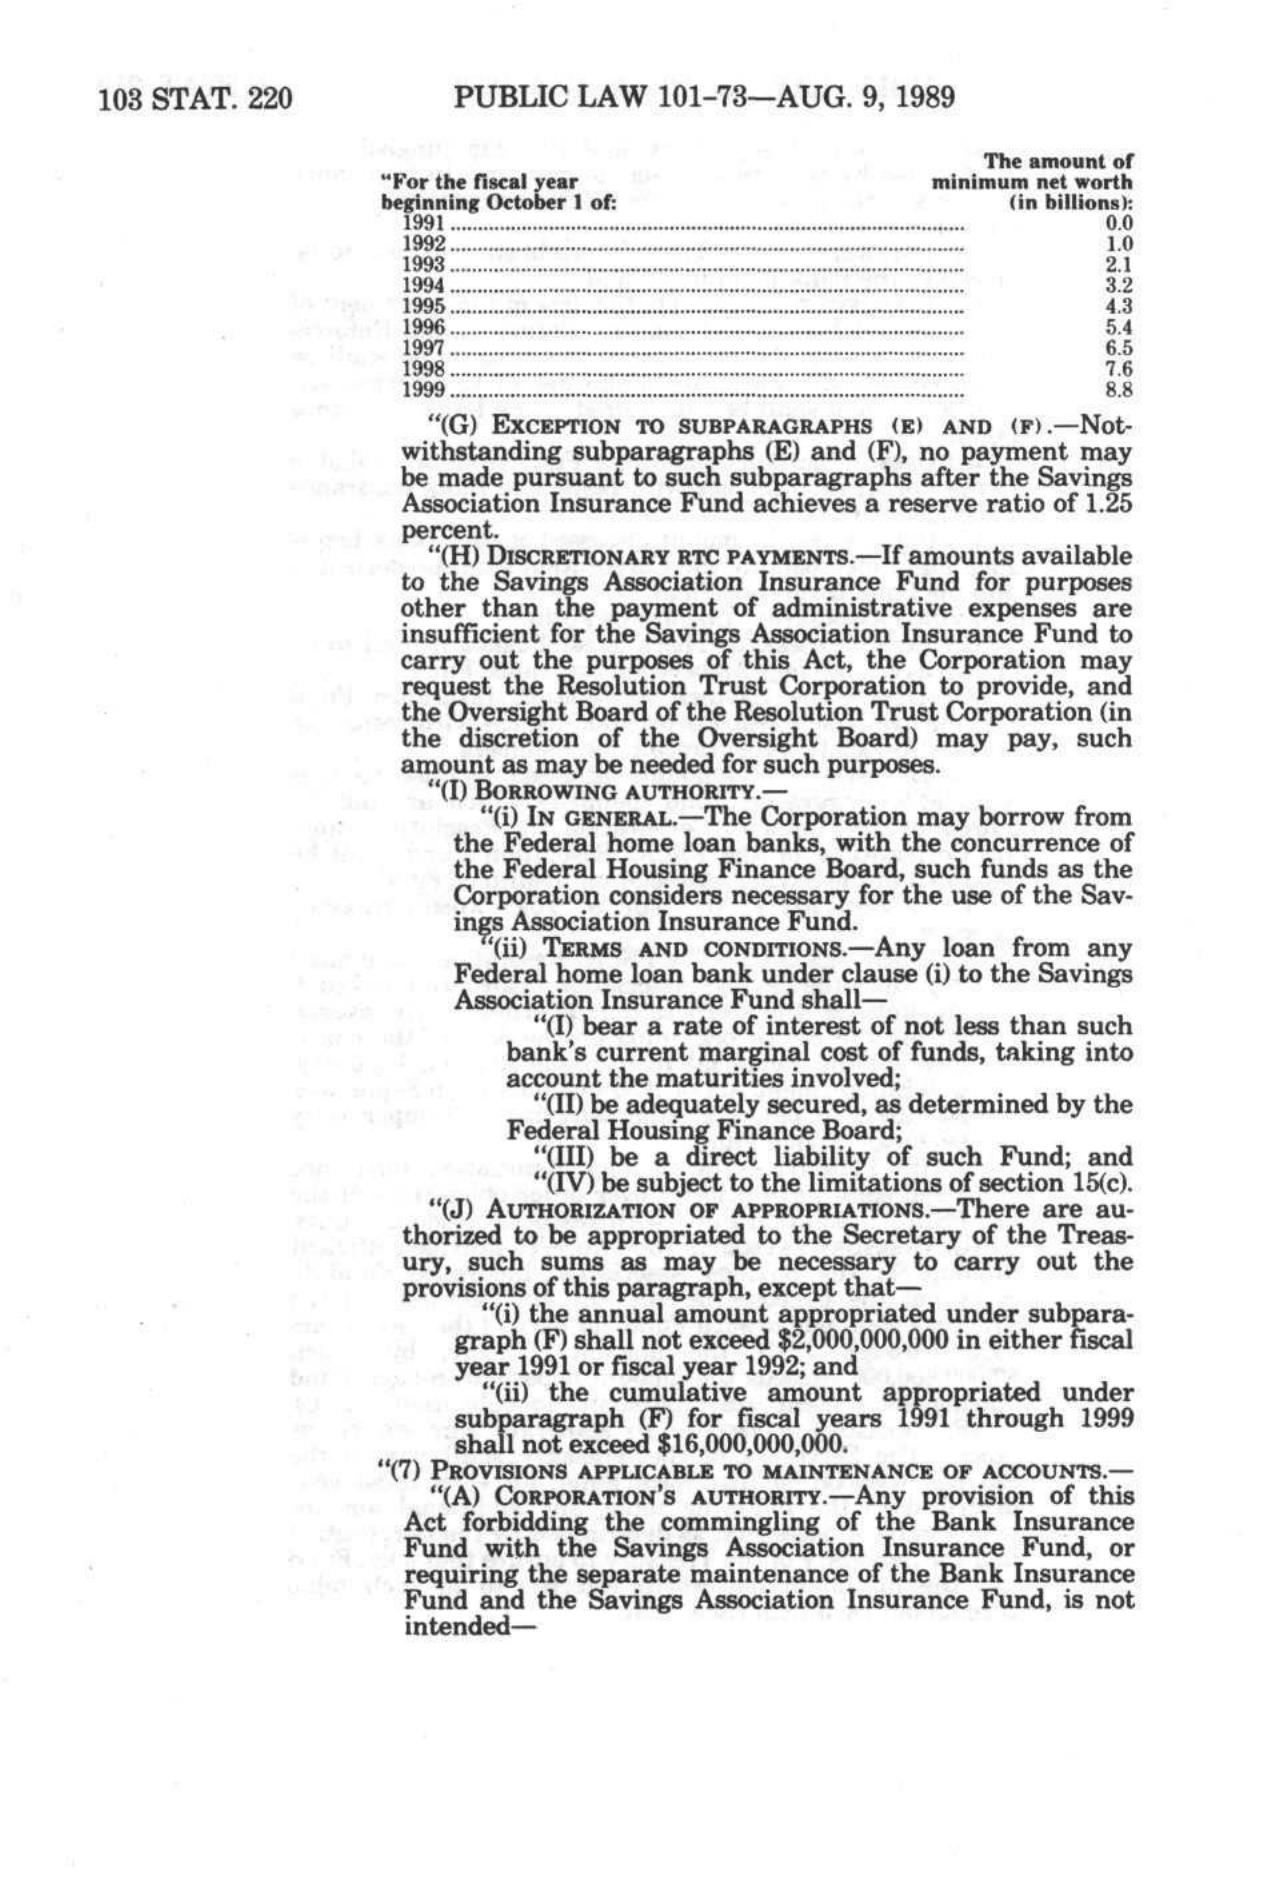 103 STAT. 220 PUBLIC LAW 101-73—AUG. 9, 1989
The amount of
"For the fiscal year minimum net worth
beginning October 1 of: (in billions):
1991 .......... 0.0
1992 .......... 1.0
1993 .......... 2.1
1994 .......... 3.2
1995 .......... 4.3
1996 .......... 5.4
1997 .......... 6.5
1998 .......... 7.6
1999 .......... 8.8
"(G) EXCEPTION TO SUBPARAGRAPHS (E) AND (F).—Not-
withstanding subparagraphs (E) and (F), no payment may
be made pursuant to such subparagraphs after the Savings
Association Insurance Fund achieves a reserve ratio of 1.25
percent.
"(H) DISCRETIONARY RTC PAYMENTS.—If amounts available
to the Savings Association Insurance Fund for purposes
other than the payment of administrative expenses are
insufficient for the Savings Association Insurance Fund to
carry out the purposes of this Act, the Corporation may
request the Resolution Trust Corporation to provide, and
the Oversight Board of the Resolution Trust Corporation (in
the discretion of the Oversight Board) may pay, such
amount as may be needed for such purposes.
"(I) BORROWING AUTHORITY.—
"(i) IN GENERAL.—The Corporation may borrow from
the Federal home loan banks, with the concurrence of
the Federal Housing Finance Board, such funds as the
Corporation considers necessary for the use of the Sav-
ings Association Insurance Fund.
"(ii) TERMS AND CONDITIONS.—Any loan from any
Federal home loan bank under clause (i) to the Savings
Association Insurance Fund shall—
"(I) bear a rate of interest of not less than such
bank's current marginal cost of funds, taking into
account the maturities involved;
"(II) be adequately secured, as determined by the
Federal Housing Finance Board;
"(III) be a direct liability of such Fund; and
"(IV) be subject to the limitations of section 15(c).
"(J) AUTHORIZATION OF APPROPRIATIONS.—There are au-
thorized to be appropriated to the Secretary of the Treas-
ury, such sums as may be necessary to carry out the
provisions of this paragraph, except that—
"(i) the annual amount appropriated under subpara-
graph (F) shall not exceed $2,000,000,000 in either fiscal
year 1991 or fiscal year 1992; and
"(ii) the cumulative amount appropriated under
subparagraph (F) for fiscal years 1991 through 1999
shall not exceed $16,000,000,000.
"(7) PROVISIONS APPLICABLE TO MAINTENANCE OF ACCOUNTS.—
"(A) CORPORATION'S AUTHORITY.—Any provision of this
Act forbidding the commingling of the Bank Insurance
Fund with the Savings Association Insurance Fund, or
requiring the separate maintenance of the Bank Insurance
Fund and the Savings Association Insurance Fund, is not
intended—